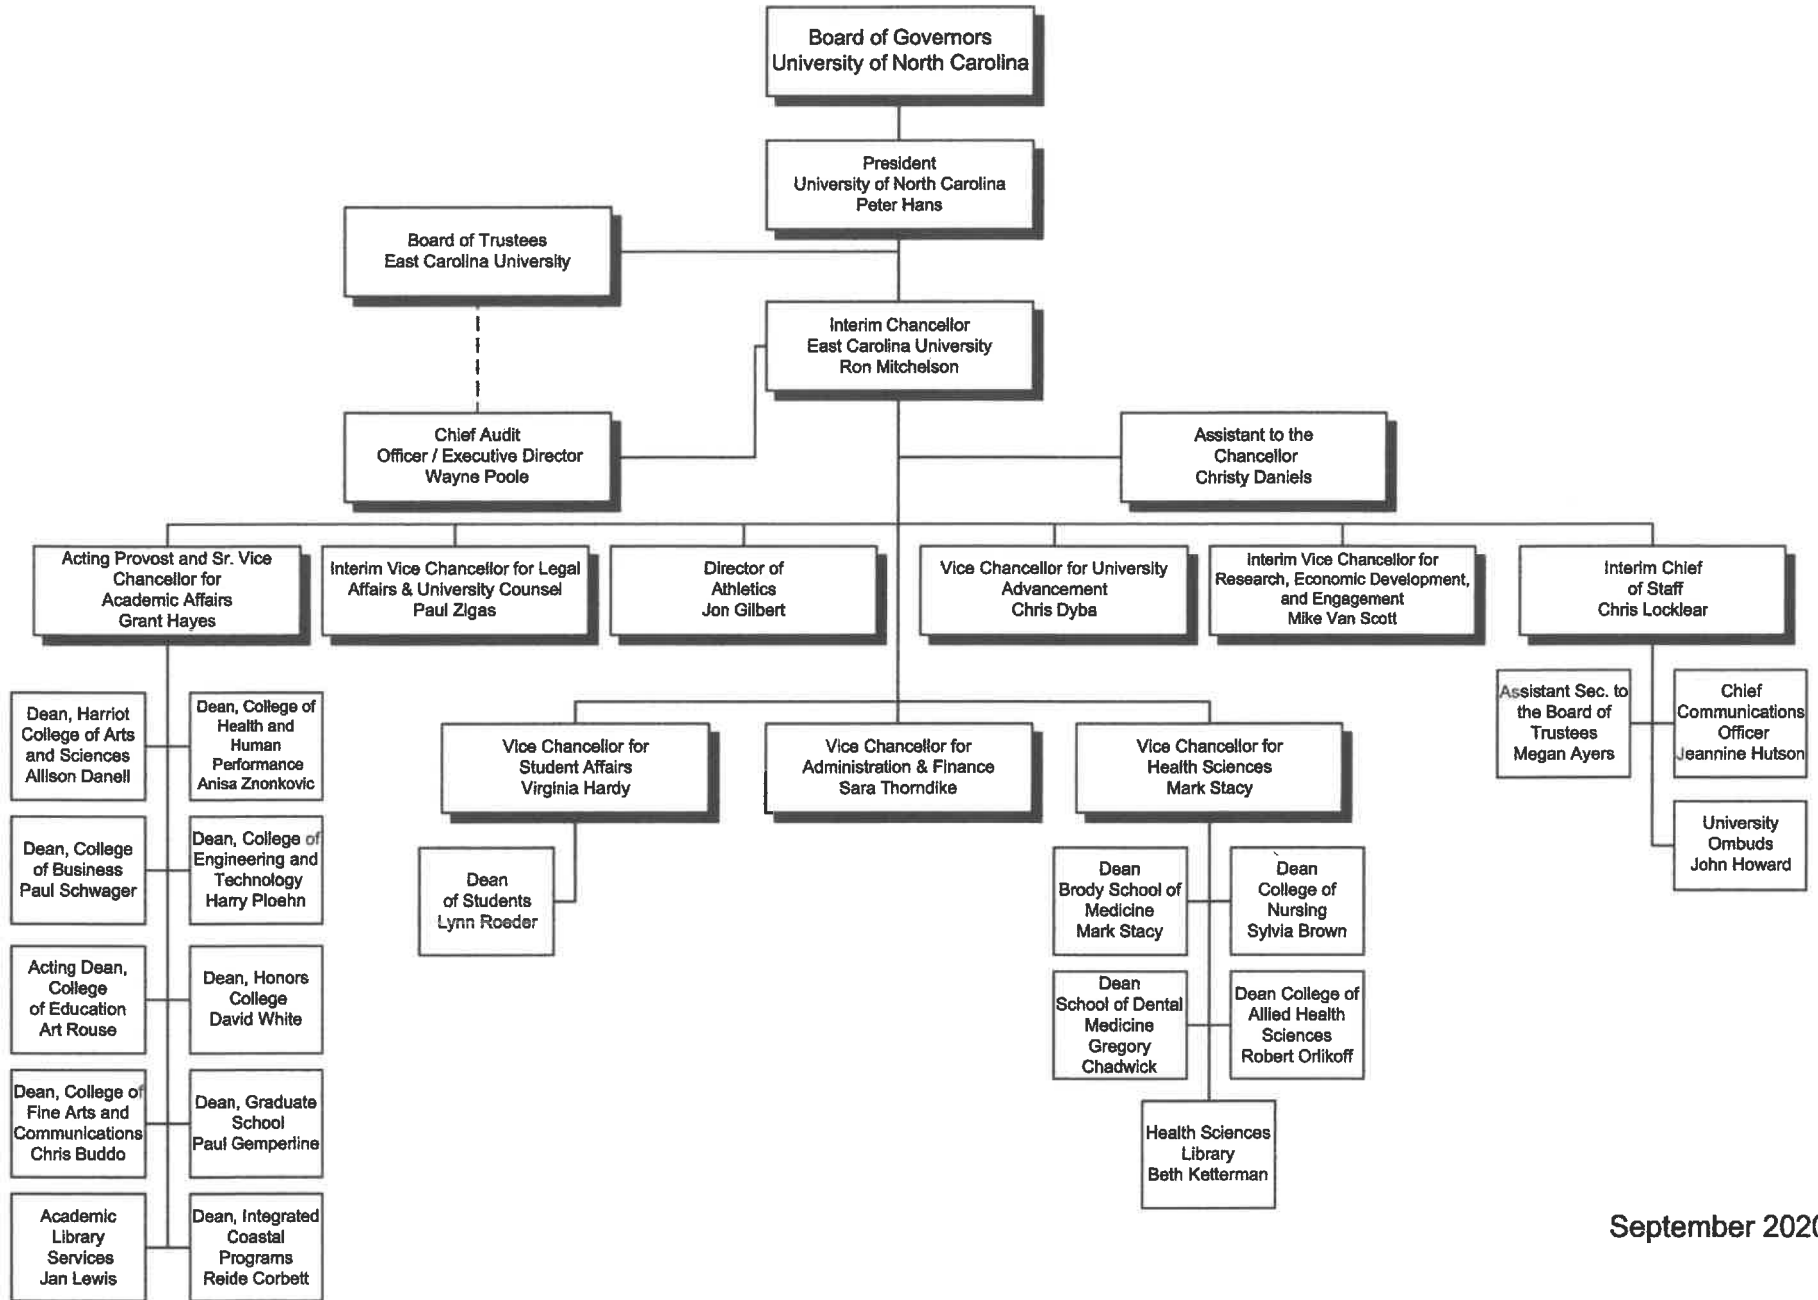 Board of Governors
University of North Carolina
President
University of North Carolina
Peter Hans
Board of Trustees
East Carolina University
Interim Chancellor
East Carolina University
Ron Mitchelson
Chief Audit
Officer / Executive Director
Wayne Poole
Assistant to the
Chancellor
Christy Daniels
Acting Provost and Sr. Vice
Chancellor for
Academic Affairs
Grant Hayes
Interim Vice Chancellor for Legal
Affairs & University Counsel
Paul Zigas
Director of
Athletics
Jon Gilbert
Vice Chancellor for University
Advancement
Chris Dyba
Interim Vice Chancellor for
Research, Economic Development,
and Engagement
Mike Van Scott
Interim Chief
of Staff
Chris Locklear
Dean, Harriot
College of Arts
and Sciences
Allison Danell
Dean, College of
Health and
Human
Performance
Anisa Znonkovic
Dean, College
of Business
Paul Schwager
Dean, College of
Engineering and
Technology
Harry Ploehn
Acting Dean,
College
of Education
Art Rouse
Dean, Honors
College
David White
Dean, College of
Fine Arts and
Communications
Chris Buddo
Dean, Graduate
School
Paul Gemperline
Academic
Library
Services
Jan Lewis
Dean, Integrated
Coastal
Programs
Reide Corbett
Vice Chancellor for
Student Affairs
Virginia Hardy
Dean
of Students
Lynn Roeder
Vice Chancellor for
Administration & Finance
Sara Thorndike
Vice Chancellor for
Health Sciences
Mark Stacy
Dean
Brody School of
Medicine
Mark Stacy
Dean
College of
Nursing
Sylvia Brown
Dean
School of Dental
Medicine
Gregory
Chadwick
Dean College of
Allied Health
Sciences
Robert Orlikoff
Health Sciences
Library
Beth Ketterman
Assistant Sec. to
the Board of
Trustees
Megan Ayers
Chief
Communications
Officer
Jeannine Hutson
University
Ombuds
John Howard
September 2020